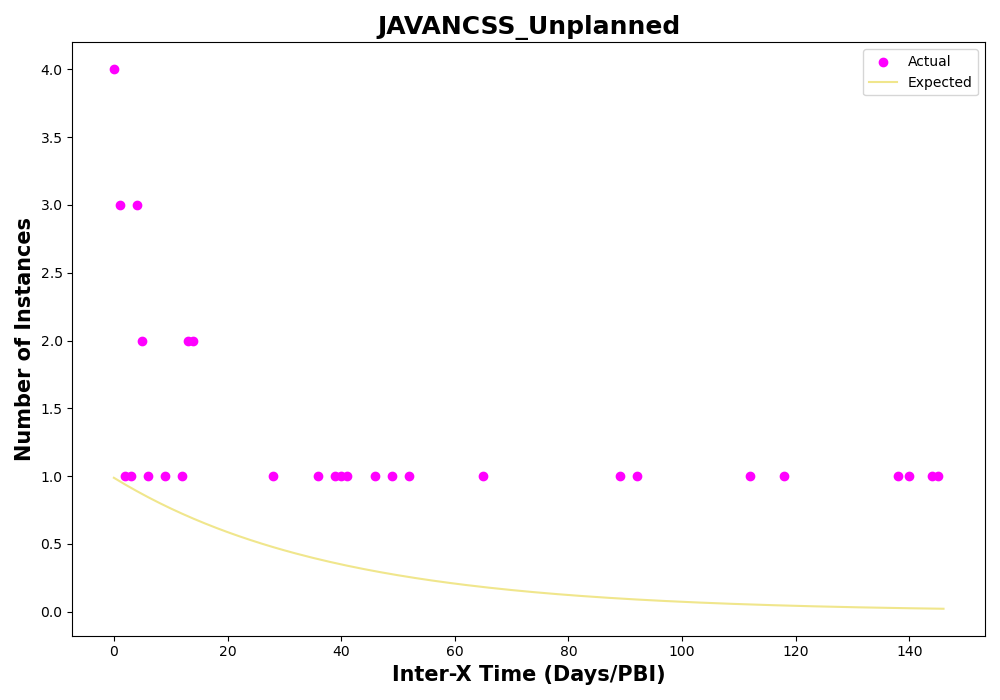 JAVANCSS_Unplanned
Actual
Expected
4.0
3.5
3.0
2.5
2.0
1.5
1.0
0.5
0.0
Number of Instances
0 20 40 60 80 100 120 140
Inter-X Time (Days/PBI)